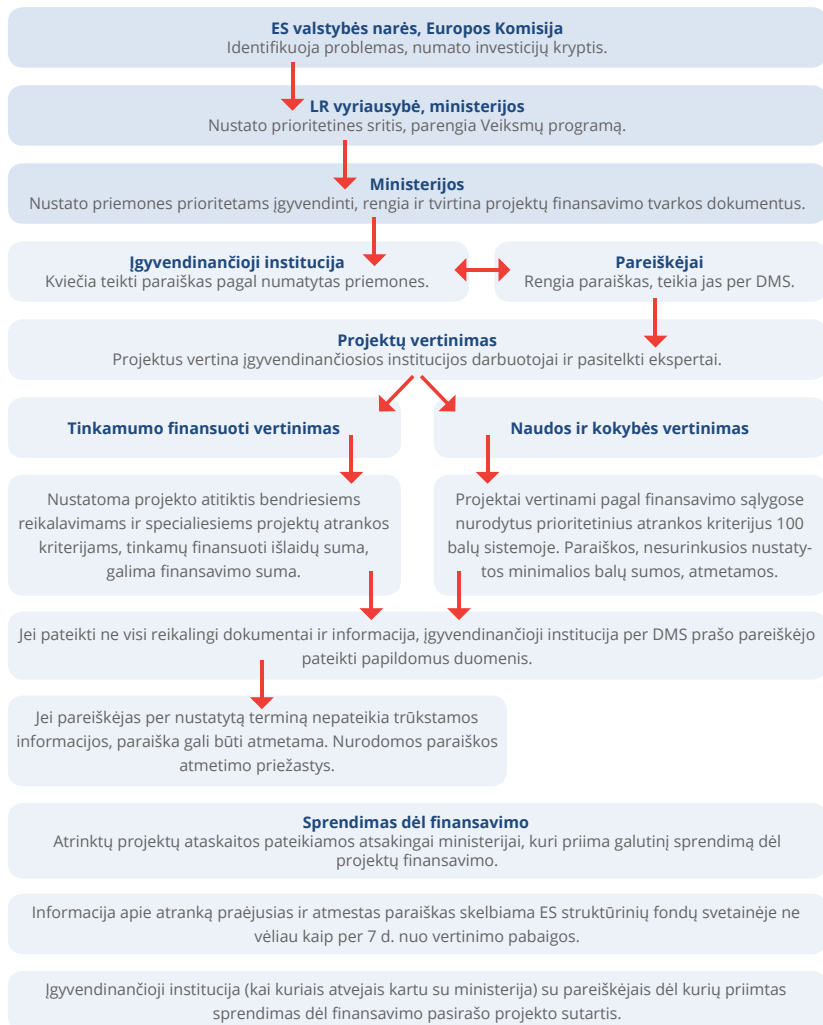 ES valstybės narės, Europos Komisija
Identifikuoja problemas, numato investicijų kryptis.
LR vyriausybė, ministerijos
Nustato prioritetines sritis, parengia Veiksmų programą.
Ministerijos
Nustato priemones prioritetams įgyvendinti, rengia ir tvirtina projektų finansavimo tvarkos dokumentus.
Įgyvendinančioji institucija
Kviečia teikti paraiškas pagal numatytas priemones.
Pareiškėjai
Rengia paraiškas, teikia jas per DMS.
Projektų vertinimas
Projektus vertina įgyvendinančiosios institucijos darbuotojai ir pasitelkti ekspertai.
Tinkamumo finansuoti vertinimas
Naudos ir kokybės vertinimas
Nustatoma projekto atitiktis bendriesiems
reikalavimams ir specialiesiems projektų atrankos
kriterijams, tinkamų finansuoti išlaidų suma,
galima finansavimo suma.
Projektai vertinami pagal finansavimo sąlygose
nurodytus prioritetinius atrankos kriterijus 100
balų sistemoje. Paraiškos, nesurinkusios nustaty-
tos minimalios balų sumos, atmetamos.
Jei pateikti ne visi reikalingi dokumentai ir informacija, įgyvendinančioji institucija per DMS prašo pareiškėjo
pateikti papildomus duomenis.
Jei pareiškėjas per nustatytą terminą nepateikia trūkstamos
informacijos, paraiška gali būti atmetama. Nurodomos paraiškos
atmetimo priežastys.
Sprendimas dėl finansavimo
Atrinktų projektų ataskaitos pateikiamos atsakingai ministerijai, kuri priima galutinį sprendimą dėl
projektų finansavimo.
Informacija apie atranką praėjusias ir atmestas paraiškas skelbiama ES struktūrinių fondų svetainėje ne
vėliau kaip per 7 d. nuo vertinimo pabaigos.
Įgyvendinančioji institucija (kai kuriais atvejais kartu su ministerija) su pareiškėjais dėl kurių priimtas
sprendimas dėl finansavimo pasirašo projekto sutartis.